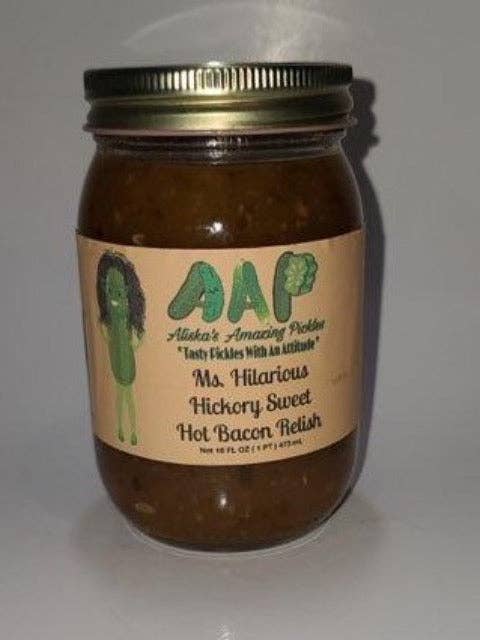 AAP
Aliska's Amazing Pickles
"Tasty Pickles With An Attitude"
Ms. Hilarious
Hickory Sweet
Hot Bacon Relish
Net 16 FL OZ ( 1 PT ) 473 mL